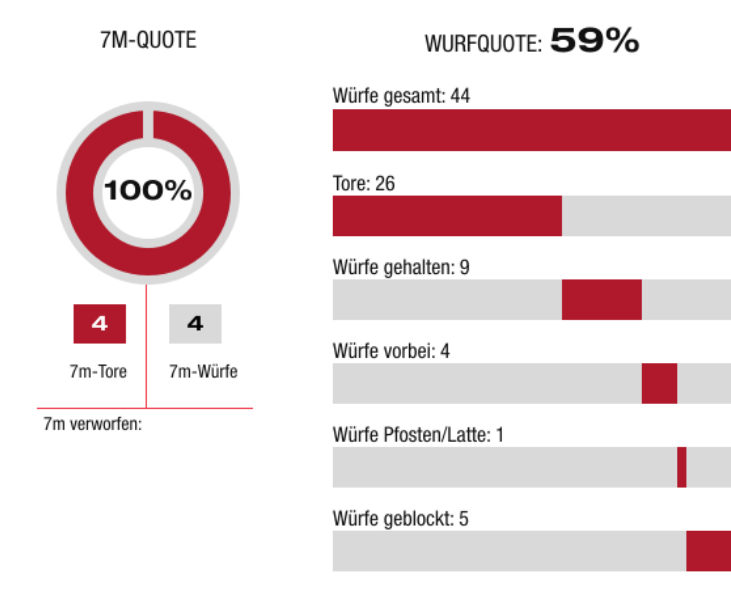 7M-QUOTE
100%
4
4
7m-Tore
7m-Würfe
7m verworfen:
WURFQUOTE: 59%
Würfe gesamt: 44
Tore: 26
Würfe gehalten: 9
Würfe vorbei: 4
Würfe Pfosten/Latte: 1
Würfe geblockt: 5